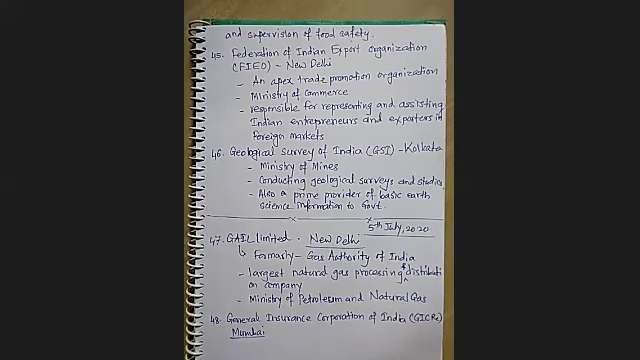 and supervision of food safety.
45. Federation of Indian Export Organization
(FIEO) - New Delhi
- An apex trade promotion organization
- Ministry of Commerce
- responsible for representing and assisting
Indian entrepreneurs and exporters in
foreign markets
46. Geological Survey of India (GSI) - Kolkata
- Ministry of Mines
- Conducting geological surveys and studies
- Also a prime provider of basic earth
science information to Govt.
5th July, 2020
47. GAIL Limited - New Delhi
Formarly - Gas Authority of India
- largest natural gas processing & distributi
on company
- Ministry of Petroleum and Natural Gas
48. General Insurance Corporation of India (GICRe)
Mumbai